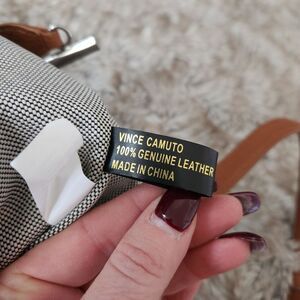 VINCE CAMUTO
100% GENUINE LEATHER
MADE IN CHINA